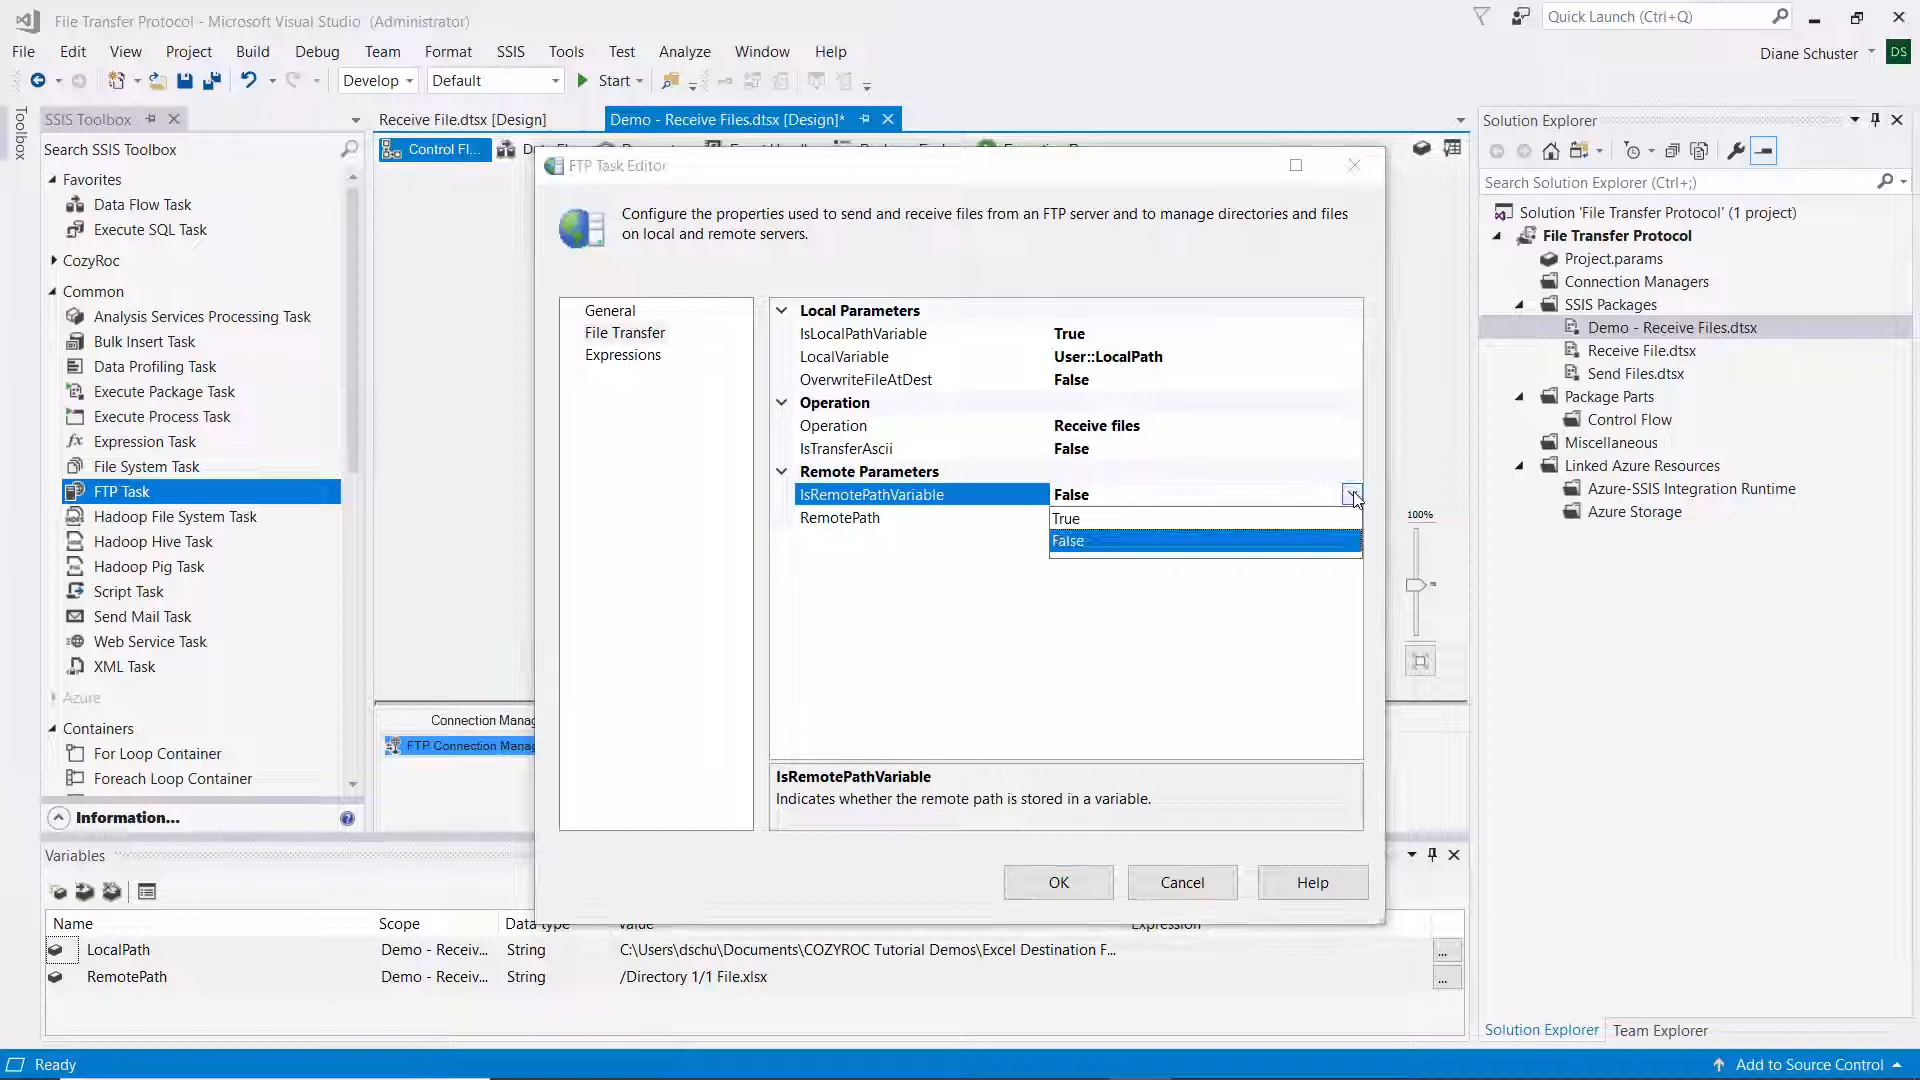 File Transfer Protocol - Microsoft Visual Studio (Administrator)
Quick Launch (Ctrl+Q)
File Edit View Project Build Debug Team Format SSIS Tools Test Analyze Window Help
Diane Schuster DS
Develop Default Start
Toolbox
SSIS Toolbox
Search SSIS Toolbox
Favorites
Data Flow Task
Execute SQL Task
CozyRoc
Common
Analysis Services Processing Task
Bulk Insert Task
Data Profiling Task
Execute Package Task
Execute Process Task
Expression Task
File System Task
FTP Task
Hadoop File System Task
Hadoop Hive Task
Hadoop Pig Task
Script Task
Send Mail Task
Web Service Task
XML Task
Azure
Containers
For Loop Container
Foreach Loop Container
Information...
Receive File.dtsx [Design]
Demo - Receive Files.dtsx [Design]*
Control Fl...
FTP Task Editor
Configure the properties used to send and receive files from an FTP server and to manage directories and files
on local and remote servers.
General
File Transfer
Expressions
Local Parameters
IsLocalPathVariable True
LocalVariable User::LocalPath
OverwriteFileAtDest False
Operation
Operation Receive files
IsTransferAscii False
Remote Parameters
IsRemotePathVariable False
RemotePath
True
False
IsRemotePathVariable
Indicates whether the remote path is stored in a variable.
OK Cancel Help
100%
Connection Manag
FTP Connection Manag
Variables
Name Scope Data type Value Expression
LocalPath Demo - Receiv... String C:\Users\dschu\Documents\COZYROC Tutorial Demos\Excel Destination F... ...
RemotePath Demo - Receiv... String /Directory 1/1 File.xlsx ...
Solution Explorer
Search Solution Explorer (Ctrl+;)
Solution 'File Transfer Protocol' (1 project)
File Transfer Protocol
Project.params
Connection Managers
SSIS Packages
Demo - Receive Files.dtsx
Receive File.dtsx
Send Files.dtsx
Package Parts
Control Flow
Miscellaneous
Linked Azure Resources
Azure-SSIS Integration Runtime
Azure Storage
Solution Explorer Team Explorer
Ready
Add to Source Control